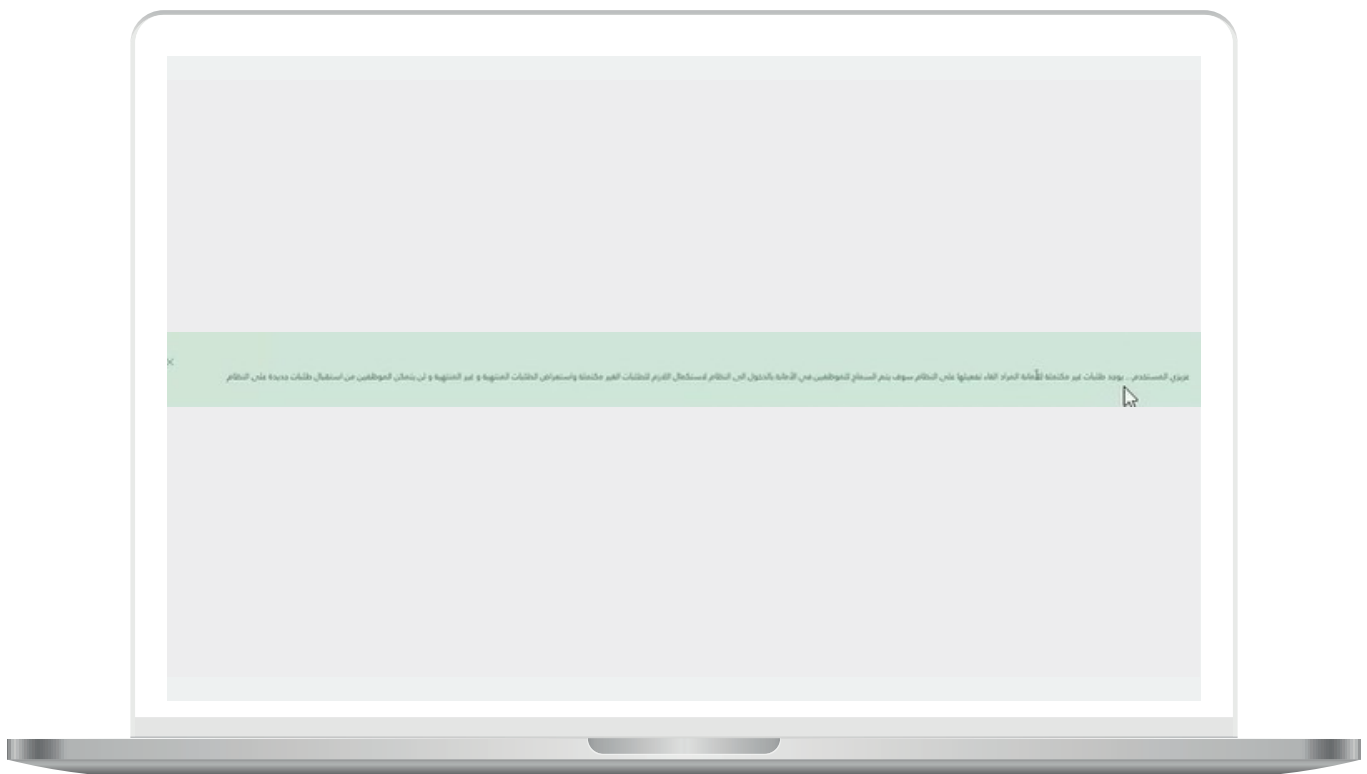 عزيزي المستخدم .. يوجد طلبات غير مكتملة للأمانة المراد الغاء تفعيلها على النظام سوف يتم السماح للموظفين في الأمانة بالدخول الى النظام لاستكمال اللازم للطلبات الغير مكتملة واستعراض الطلبات المنتهية و غير المنتهية و لن يتمكن الموظفين من استقبال طلبات جديدة على النظام